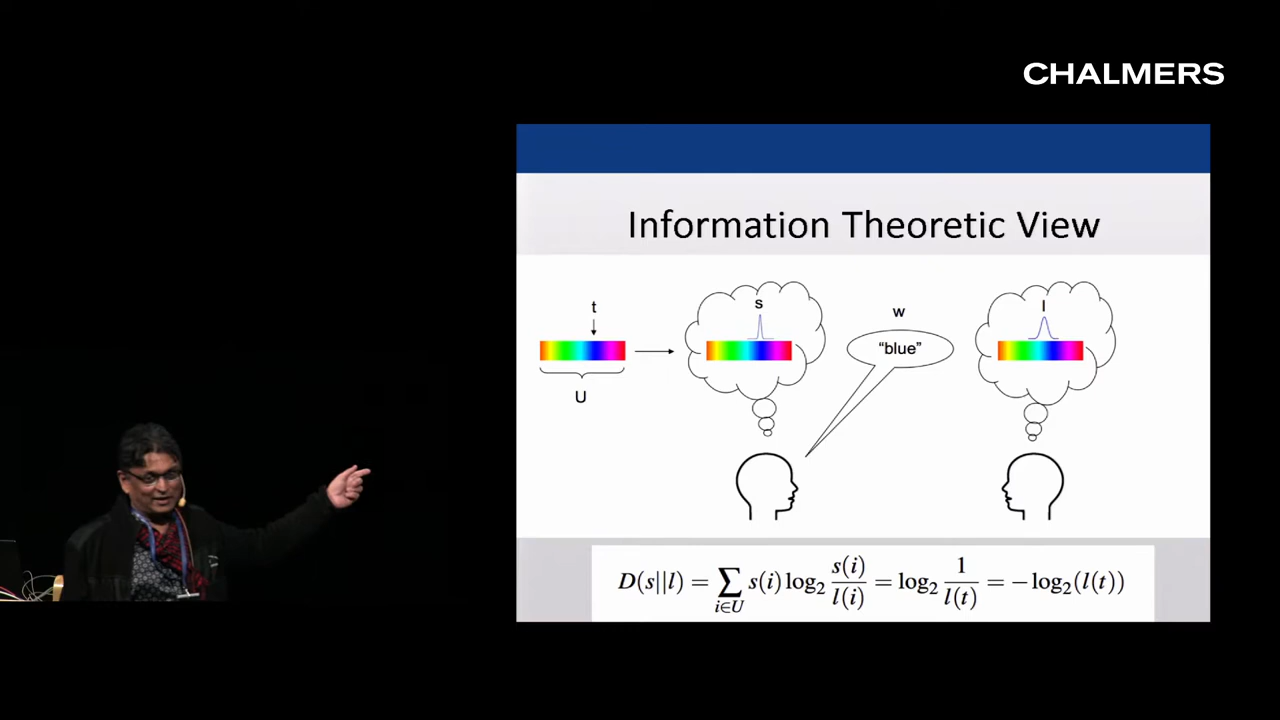 CHALMERS
Information Theoretic View
t
U
s
w
"blue"
l
D(s||l) = ∑_{i∈U} s(i) log₂ s(i)/l(i) = log₂ 1/l(t) = −log₂(l(t))